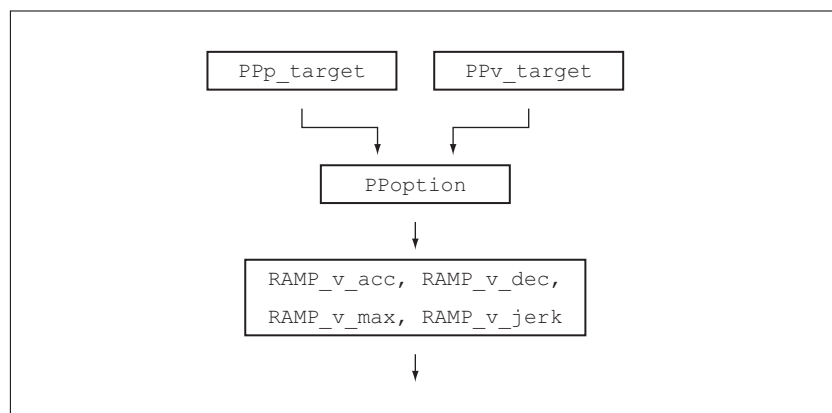 PPp_target PPv_target
PPoption
RAMP_v_acc, RAMP_v_dec,
RAMP_v_max, RAMP_v_jerk